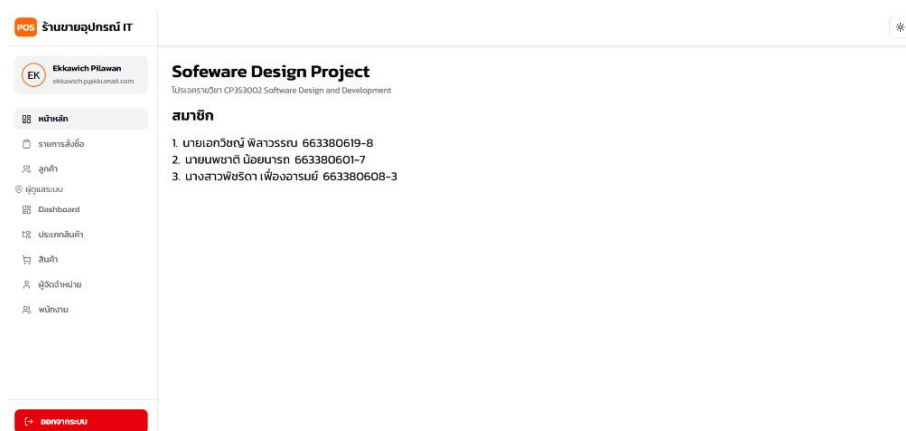 POS ร้านขายอุปกรณ์ IT
EK
Ekkawich Pilawan
ekkawich.p@kkumail.com
หน้าหลัก
รายการสั่งซื้อ
ลูกค้า
ผู้ดูแลระบบ
Dashboard
ประเภทสินค้า
สินค้า
ผู้จัดจำหน่าย
พนักงาน
ออกจากระบบ
Sofeware Design Project
โปรเจครายวิชา CP353002 Software Design and Development
สมาชิก
1. นายเอกวิชญ์ พิลาวรรณ 663380619-8
2. นายนพชาติ น้อยนารถ 663380601-7
3. นางสาวพัชริดา เฟื่องอารมย์ 663380608-3